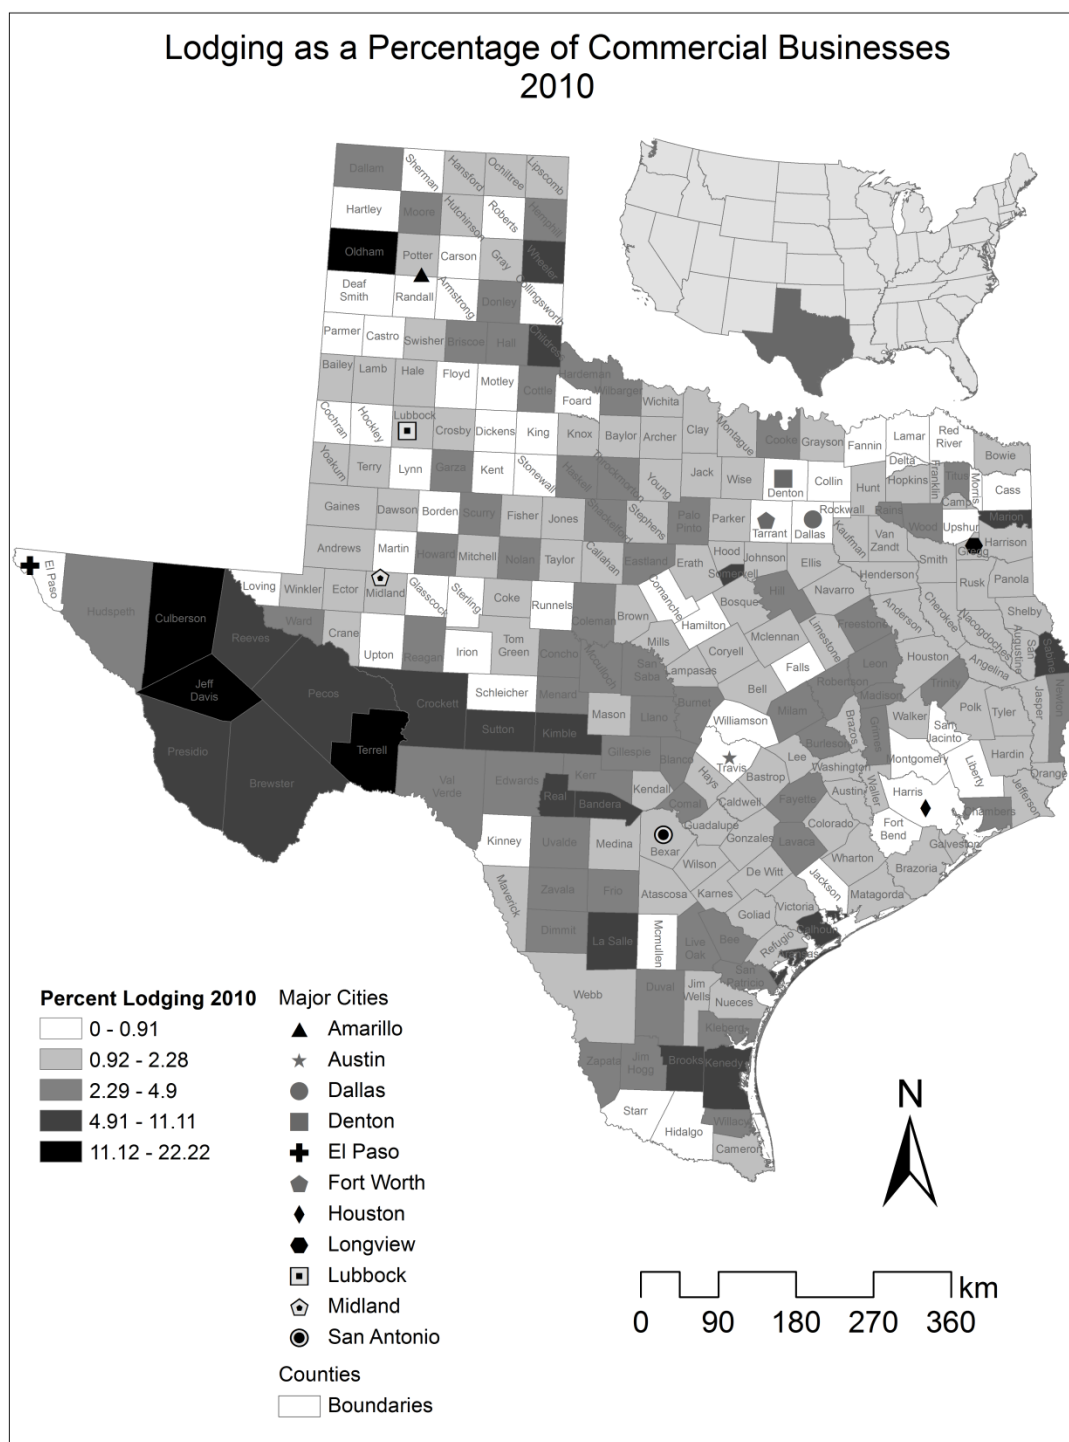 Lodging as a Percentage of Commercial Businesses
2010
Dallam
Sherman
Hansford
Ochiltree
Lipscomb
Hartley
Moore
Hutchinson
Roberts
Hemphill
Oldham
Potter
Carson
Gray
Wheeler
Deaf
Smith
Randall
Armstrong
Donley
Collingsworth
Parmer
Castro
Swisher
Briscoe
Hall
Childress
Bailey
Lamb
Hale
Floyd
Motley
Cottle
Hardeman
Foard
Wilbarger
Wichita
Cochran
Hockley
Lubbock
Crosby
Dickens
King
Knox
Baylor
Archer
Clay
Montague
Cooke
Grayson
Fannin
Lamar
Red
River
Delta
Bowie
Yoakum
Terry
Lynn
Garza
Kent
Stonewall
Haskell
Throckmorton
Young
Jack
Wise
Denton
Collin
Hunt
Hopkins
Franklin
Titus
Camp
Morris
Cass
Gaines
Dawson
Borden
Scurry
Fisher
Jones
Shackelford
Stephens
Palo
Pinto
Parker
Tarrant
Dallas
Rockwall
Kaufman
Rains
Wood
Upshur
Marion
Andrews
Martin
Howard
Mitchell
Nolan
Taylor
Callahan
Eastland
Erath
Hood
Somervell
Johnson
Ellis
Van
Zandt
Smith
Gregg
Harrison
El Paso
Hudspeth
Culberson
Loving
Winkler
Ector
Midland
Glasscock
Sterling
Coke
Runnels
Coleman
Brown
Comanche
Hamilton
Bosque
Hill
Navarro
Henderson
Rusk
Panola
Reeves
Ward
Crane
Upton
Reagan
Irion
Tom
Green
Concho
Mcculloch
San
Saba
Mills
Lampasas
Coryell
Mclennan
Limestone
Freestone
Anderson
Cherokee
Nacogdoches
Shelby
San
Augustine
Sabine
Jeff
Davis
Pecos
Crockett
Schleicher
Menard
Mason
Llano
Burnet
Bell
Falls
Robertson
Leon
Houston
Angelina
Trinity
Newton
Jasper
Presidio
Brewster
Terrell
Sutton
Kimble
Gillespie
Blanco
Williamson
Travis
Milam
Burleson
Brazos
Madison
Grimes
Walker
San
Jacinto
Polk
Tyler
Hardin
Val
Verde
Edwards
Kerr
Real
Bandera
Kendall
Comal
Hays
Bastrop
Lee
Washington
Waller
Montgomery
Liberty
Orange
Jefferson
Kinney
Uvalde
Medina
Bexar
Guadalupe
Caldwell
Fayette
Austin
Colorado
Harris
Fort
Bend
Chambers
Galveston
Maverick
Zavala
Frio
Atascosa
Wilson
Karnes
Gonzales
De Witt
Lavaca
Wharton
Brazoria
Jackson
Matagorda
Dimmit
La Salle
Mcmullen
Live
Oak
Bee
Goliad
Victoria
Calhoun
Refugio
Aransas
San
Patricio
Webb
Duval
Jim
Wells
Nueces
Kleberg
Zapata
Jim
Hogg
Brooks
Kenedy
Starr
Hidalgo
Willacy
Cameron
Percent Lodging 2010
0 - 0.91
0.92 - 2.28
2.29 - 4.9
4.91 - 11.11
11.12 - 22.22
Major Cities
Amarillo
Austin
Dallas
Denton
El Paso
Fort Worth
Houston
Longview
Lubbock
Midland
San Antonio
Counties
Boundaries
N
km
0 90 180 270 360